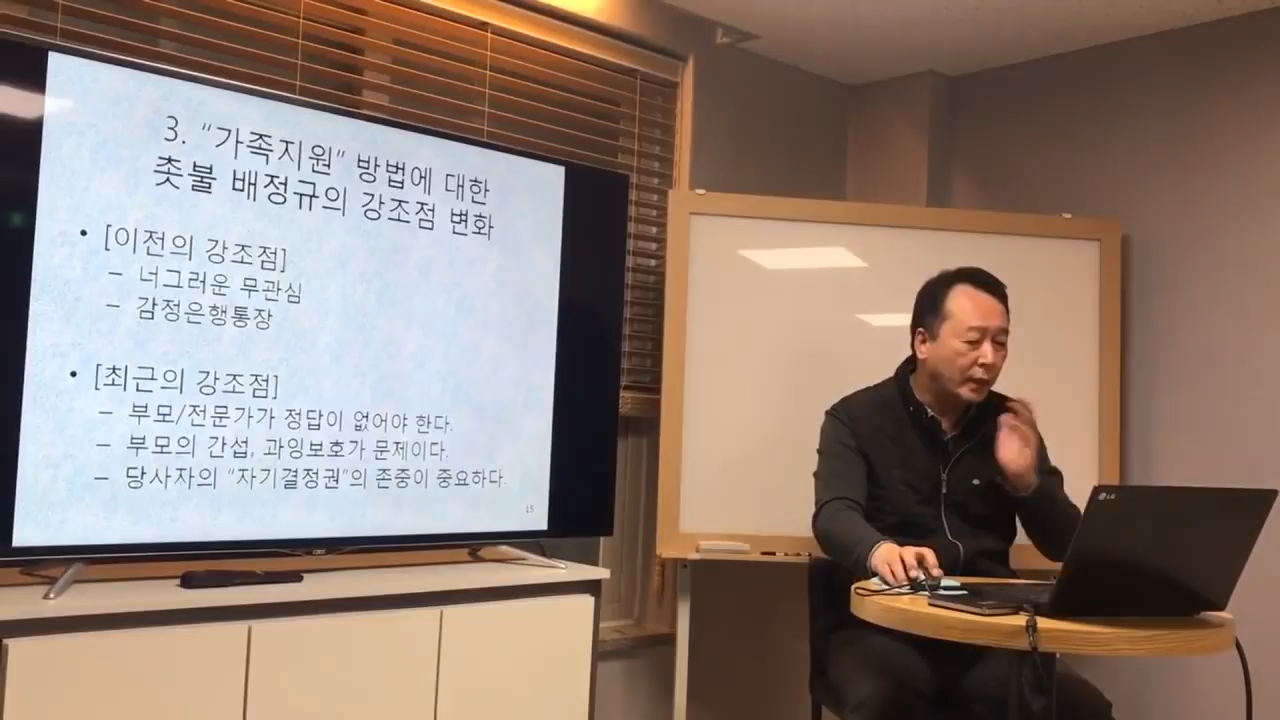 3. “가족지원” 방법에 대한
촛불 배정규의 강조점 변화
• [이전의 강조점]
– 너그러운 무관심
– 감정은행통장
• [최근의 강조점]
– 부모/전문가가 정답이 없어야 한다.
– 부모의 간섭, 과잉보호가 문제이다.
– 당사자의 “자기결정권”의 존중이 중요하다.
15
LG